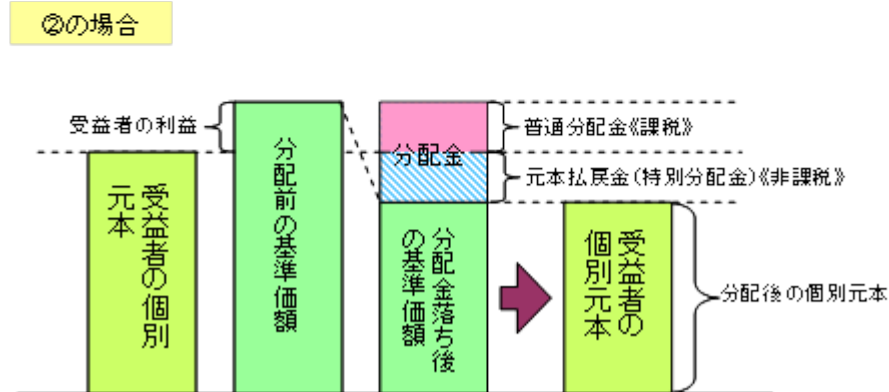 ②の場合
受益者の利益
普通分配金《課税》
分配金
元本払戻金(特別分配金)《非課税》
受益者の個別
元本
分配前の基準価額
分配金落ち後
の基準価額
受益者の
個別元本
分配後の個別元本